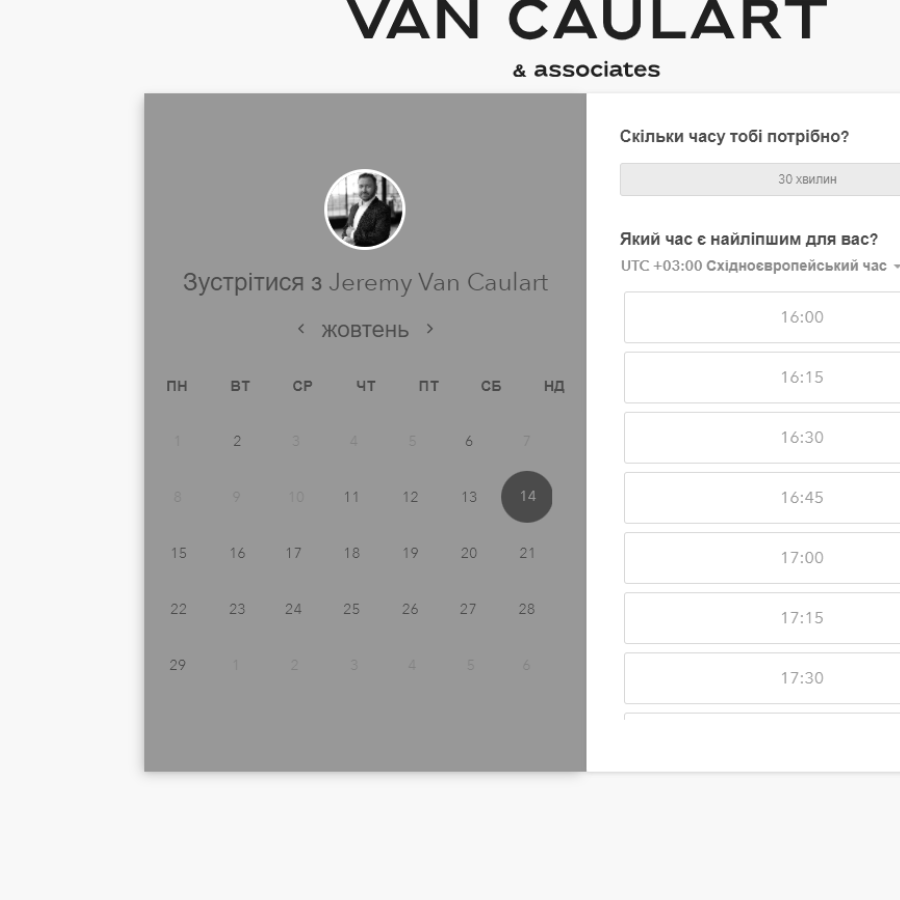 VAN CAULART
& associates
Зустрітися з Jeremy Van Caulart
жовтень
ПН ВТ СР ЧТ ПТ СБ НД
1 2 3 4 5 6 7
8 9 10 11 12 13 14
15 16 17 18 19 20 21
22 23 24 25 26 27 28
29 1 2 3 4 5 6
Скільки часу тобі потрібно?
30 хвилин
Який час є найліпшим для вас?
UTC +03:00 Східноєвропейський час
16:00
16:15
16:30
16:45
17:00
17:15
17:30